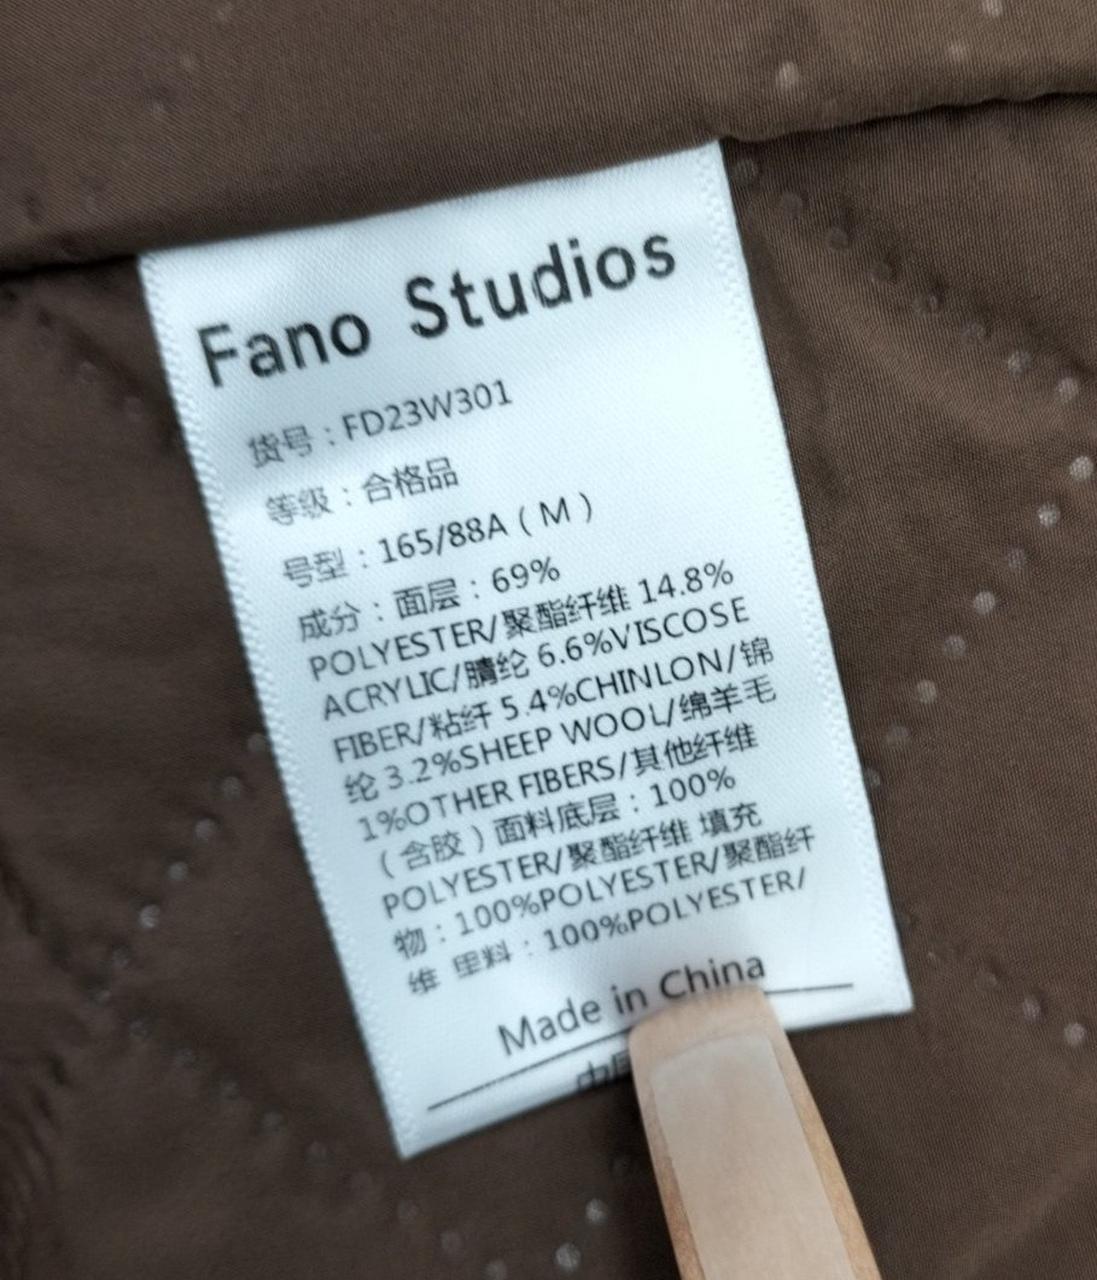 Fano Studios
货号：FD23W301
等级：合格品
号型：165/88A（M）
成分：面层：69%
POLYESTER/聚酯纤维 14.8%
ACRYLIC/腈纶 6.6%VISCOSE
FIBER/粘纤 5.4%CHINLON/锦
纶 3.2%SHEEP WOOL/绵羊毛
1%OTHER FIBERS/其他纤维
（含胶）面料底层：100%
POLYESTER/聚酯纤维 填充
物：100%POLYESTER/聚酯纤
维 里料：100%POLYESTER/
Made in China
中